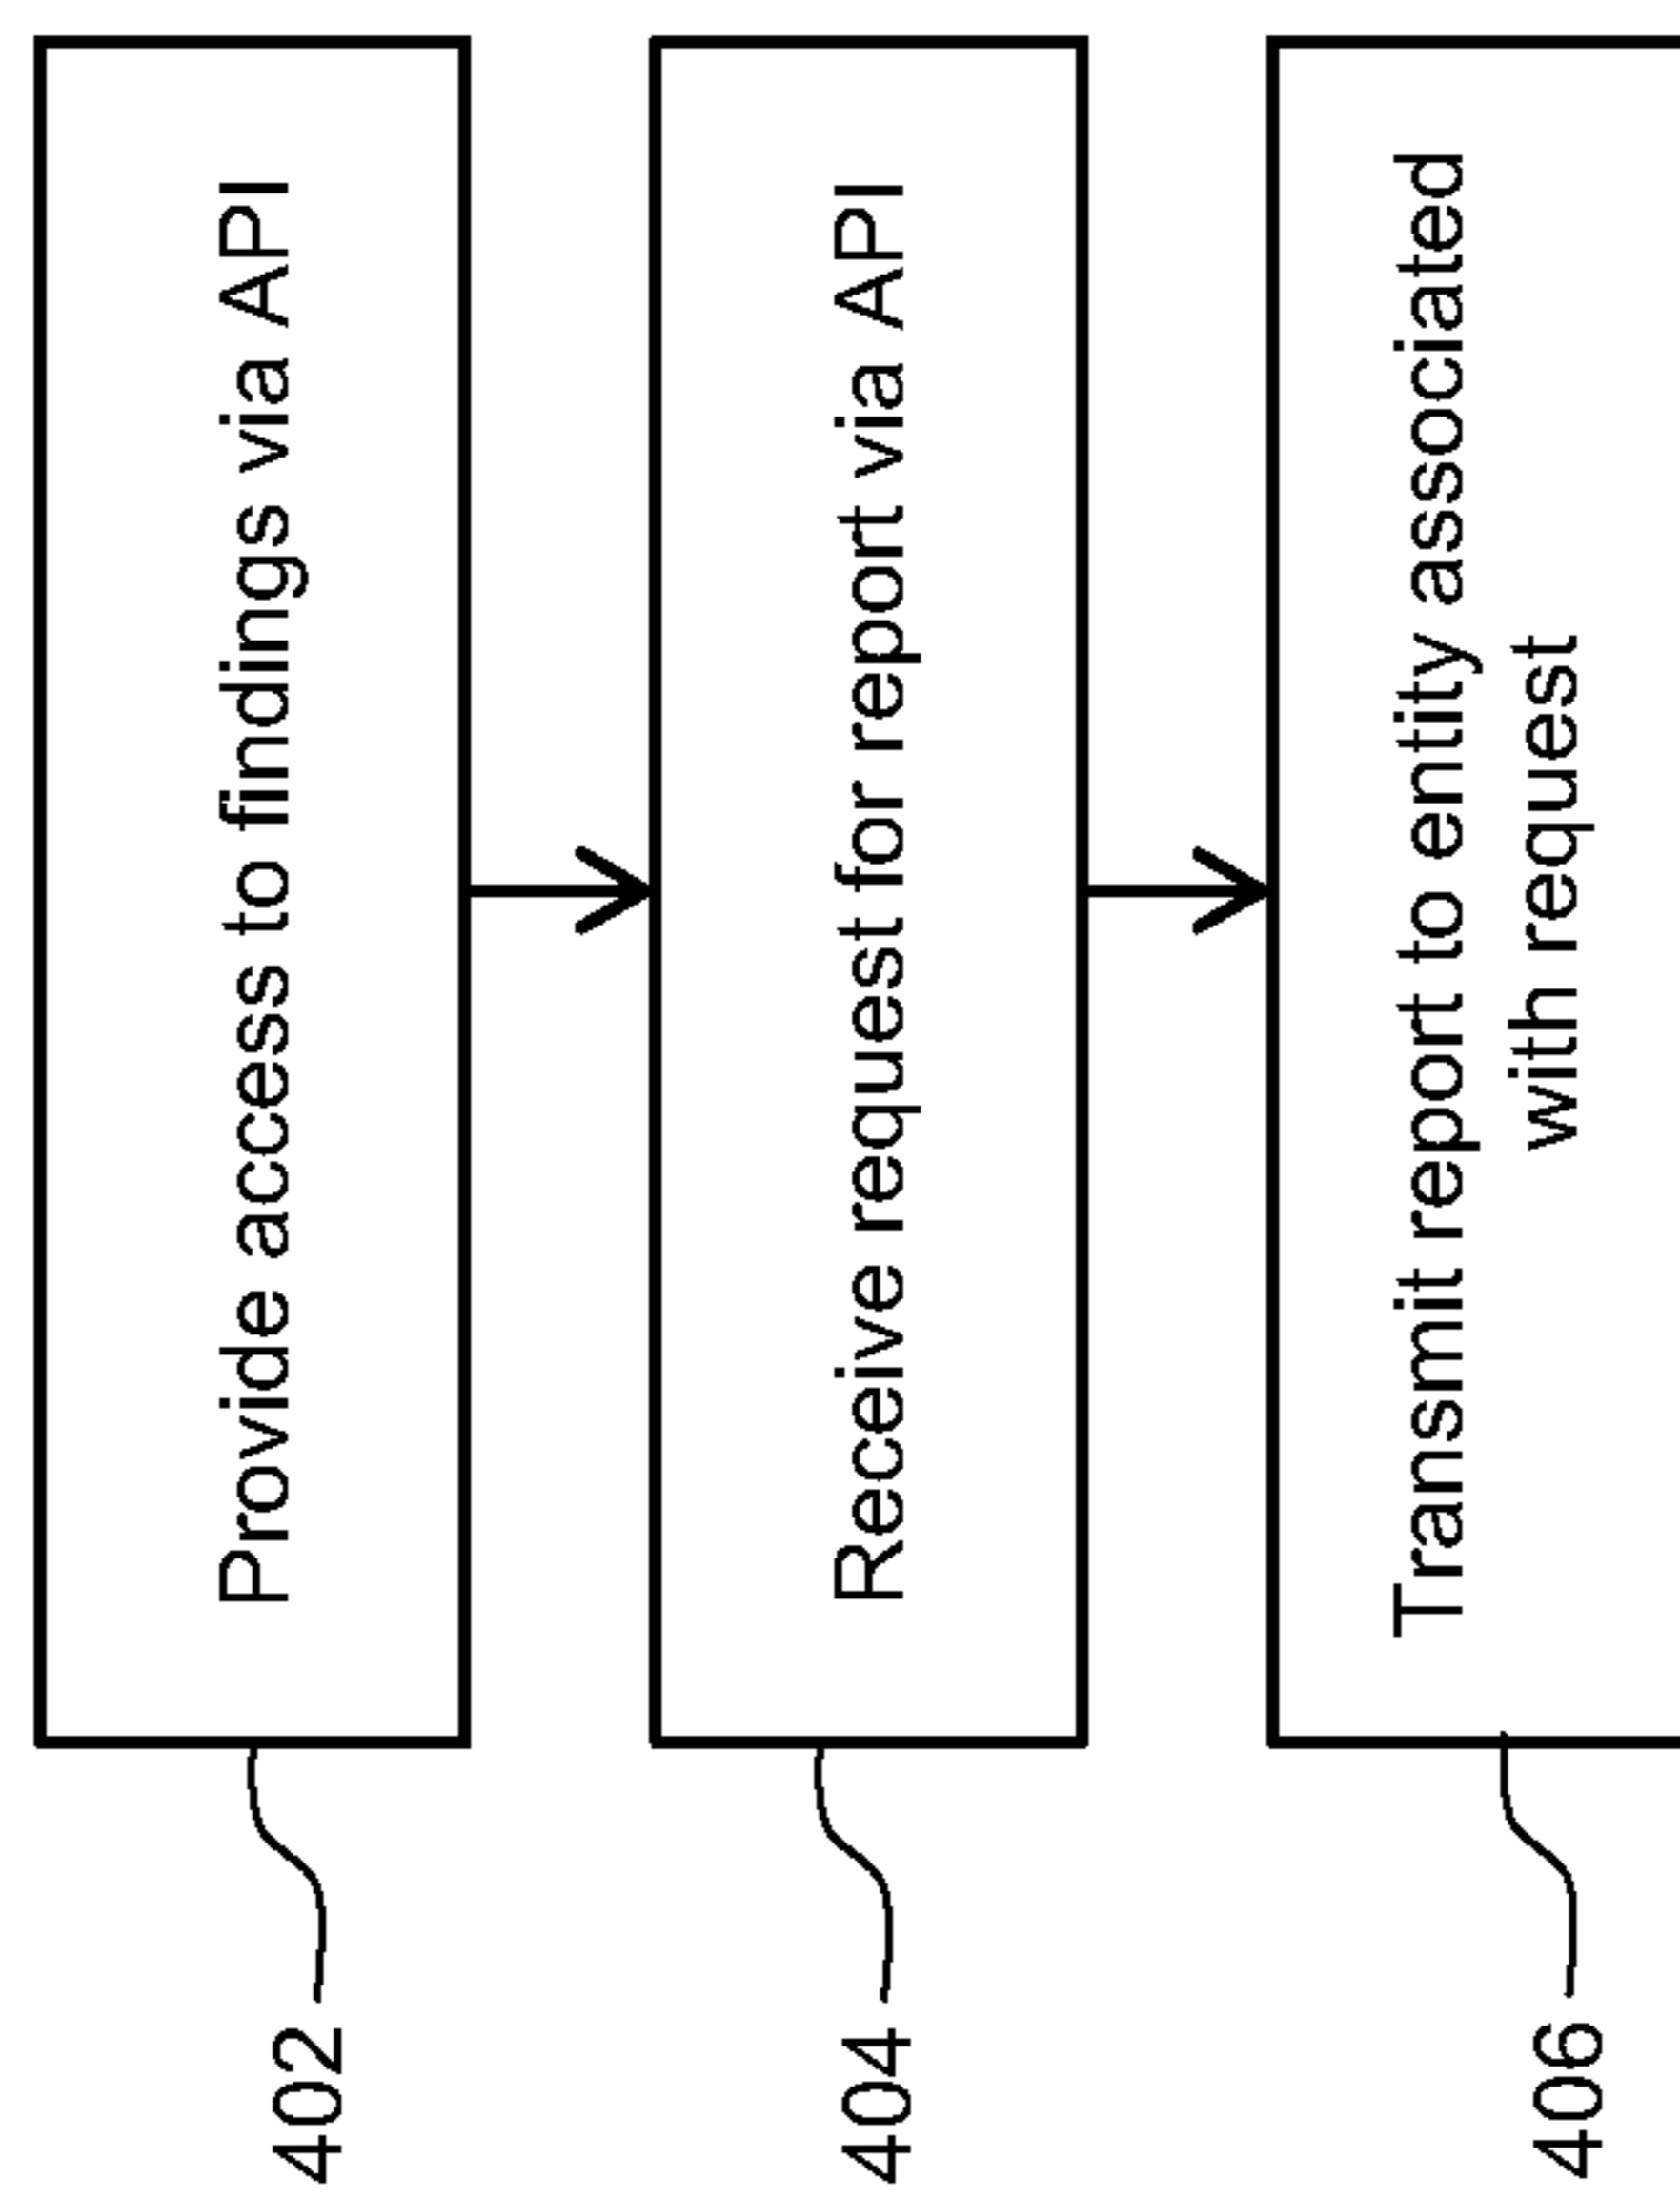 402
Provide access to findings via API
404
Receive request for report via API
406
Transmit report to entity associated
with request